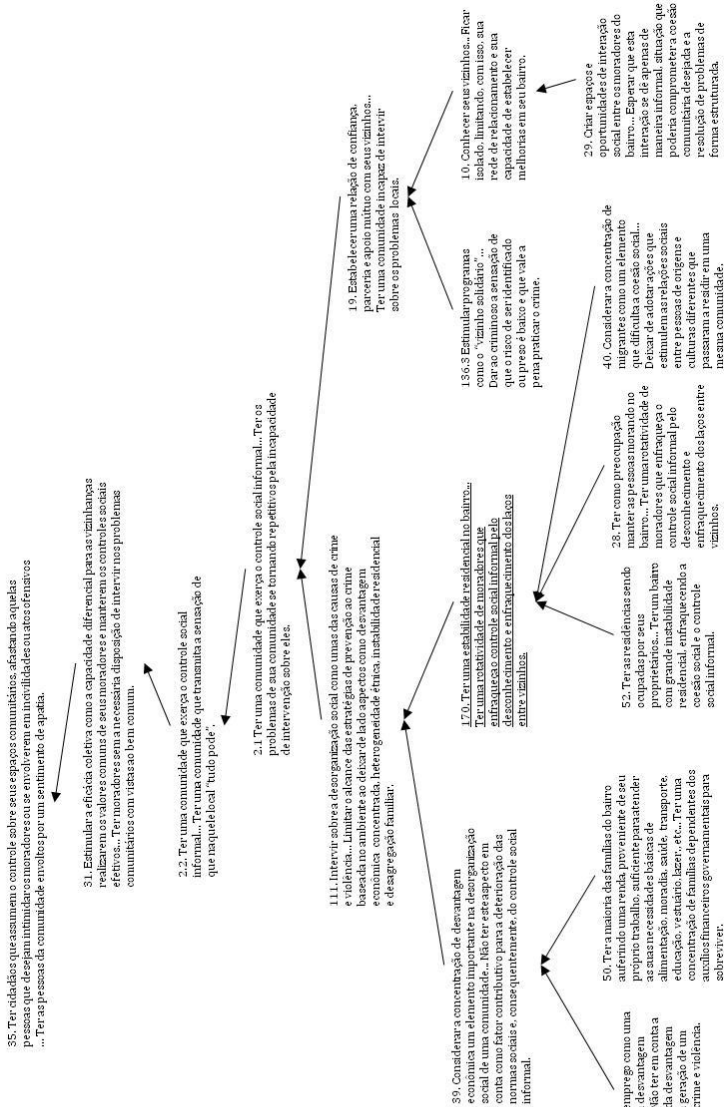 35. Ter cidadãos que assumem o controle sobre seus espaços comunitários, afastando aquelas
pessoas que desejam intimidar os moradores ou se envolverem em incivilidades ou atos ofensivos
... Ter as pessoas da comunidade envoltos por um sentimento de apatia.
31. Estimular a eficácia coletiva como a capacidade diferencial para as vizinhanças
realizarem os valores comuns de seus moradores e manterem os controles sociais
efetivos... Ter moradores sem a necessária disposição de intervir nos problemas
comunitários com vistas ao bem comum.
2.2. Ter uma comunidade que exerça o controle social
informal... Ter uma comunidade que transmita a sensação de
que naquele local "tudo pode".
2.1 Ter uma comunidade que exerça o controle social informal...Ter os
problemas de sua comunidade se tornando repetitivos pela incapacidade
de intervenção sobre eles.
111. Intervir sobre a desorganização social como umas das causas de crime
e violência...Limitar o alcance das estratégias de prevenção ao crime
baseada no ambiente ao deixar de lado aspectos como desvantagem
econômica concentrada, heterogeneidade étnica, instabilidade residencial
e desagregação familiar.
19. Estabelecer uma relação de confiança,
parceria e apoio mútuo com seus vizinhos...
Ter uma comunidade incapaz de intervir
sobre os problemas locais.
39. Considerar a concentração de desvantagem
econômica um elemento importante na desorganização
social de uma comunidade... Não ter este aspecto em
conta como fator contributivo para a deterioração das
normas sociais e, consequentemente, do controle social
informal.
170. Ter uma estabilidade residencial no bairro...
Ter uma rotatividade de moradores que
enfraqueça o controle social informal pelo
desconhecimento e enfraquecimento dos laços
entre vizinhos.
136.3 Estimular programas
como o "vizinho solidário"...
Dar ao criminoso a sensação de
que o risco de ser identificado
ou preso é baixo e que vale a
pena praticar o crime.
10. Conhecer seus vizinhos... Ficar
isolado, limitando, com isso, sua
rede de relacionamento e sua
capacidade de estabelecer
melhorias em seu bairro.
emprego como uma
desvantagem
Não ter em conta a
da desvantagem
geração de um
crime e violência.
50. Ter a maioria das famílias do bairro
auferindo uma renda, proveniente de seu
próprio trabalho, suficiente para atender
as suas necessidades básicas de
alimentação, moradia, saúde, transporte,
educação, vestuário, lazer, etc... Ter uma
concentração de famílias dependentes dos
auxílios financeiros governamentais para
sobreviver.
52. Ter as residências sendo
ocupadas por seus
proprietários... Ter um bairro
com grande instabilidade
residencial, enfraquecendo a
coesão social e o controle
social informal.
28. Ter como preocupação
manter as pessoas morando no
bairro... Ter uma rotatividade de
moradores que enfraqueça o
controle social informal pelo
desconhecimento e
enfraquecimento dos laços entre
vizinhos.
40. Considerar a concentração de
migrantes como um elemento
que dificulta a coesão social...
Deixar de adotar ações que
estimulem as relações sociais
entre pessoas de origens e
culturas diferentes que
passaram a residir em uma
mesma comunidade.
29. Criar espaços e
oportunidades de interação
social entre os moradores do
bairro... Esperar que esta
interação se dê apenas de
maneira informal, situação que
poderia comprometer a coesão
comunitária desejada e a
resolução de problemas de
forma estruturada.